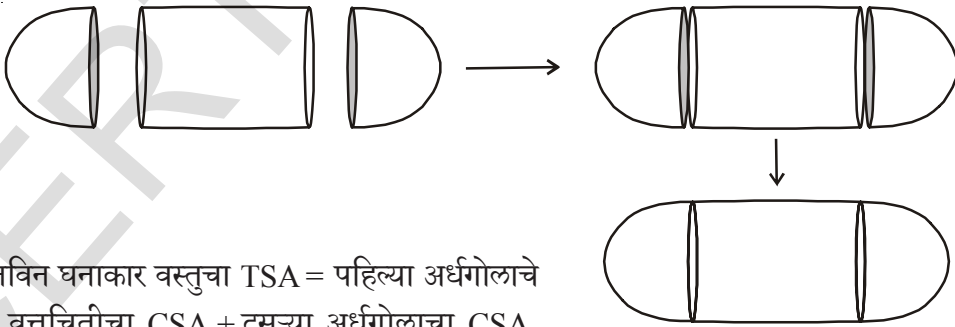 नविन घनाकार वस्तुचा TSA = पहिल्या अर्धगोलाचे
वृत्तचितीचा CSA + दुसऱ्या अर्धगोलाचा CSA